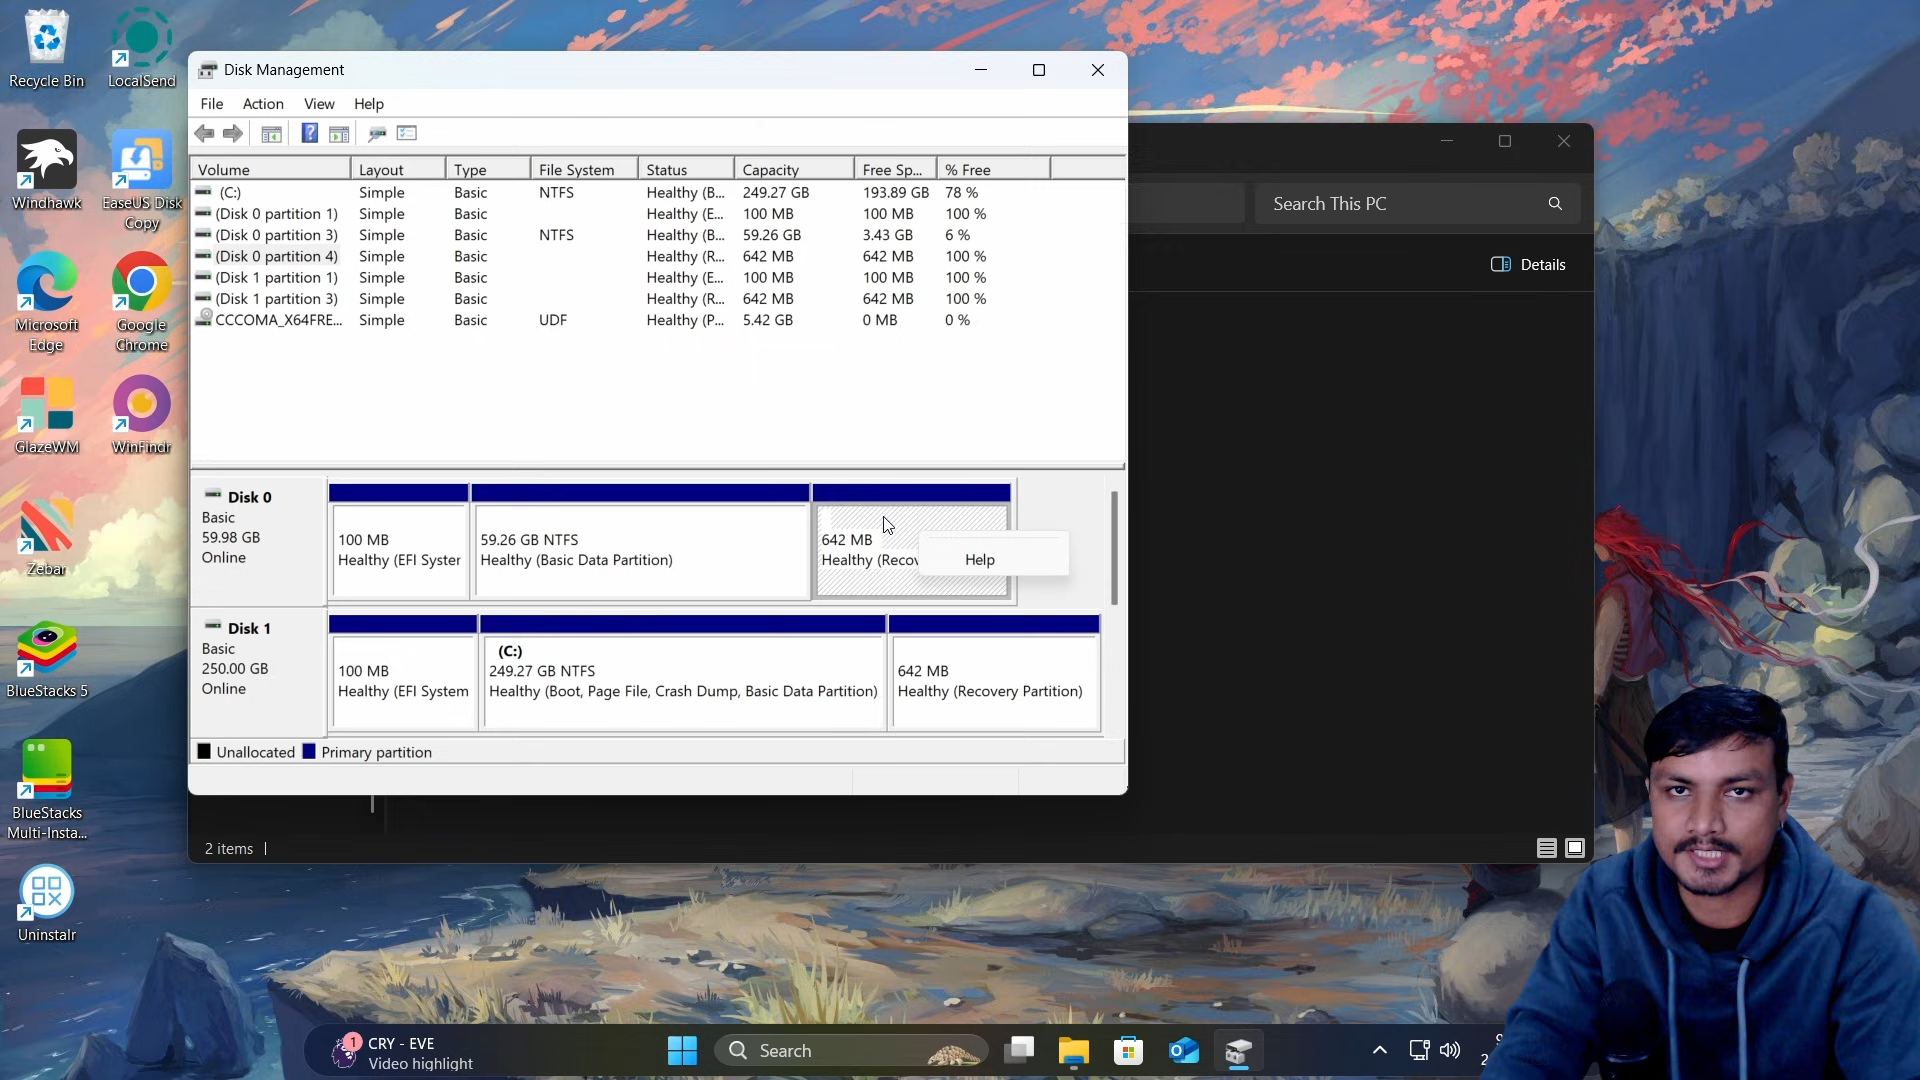 Recycle Bin
LocalSend
Windhawk
EaseUS Disk
Copy
Microsoft
Edge
Google
Chrome
GlazeWM
WinFindr
Zebar
BlueStacks 5
BlueStacks
Multi-Insta...
Uninstalr
Disk Management
File Action View Help
Volume Layout Type File System Status Capacity Free Sp... % Free
(C:) Simple Basic NTFS Healthy (B... 249.27 GB 193.89 GB 78 %
(Disk 0 partition 1) Simple Basic Healthy (E... 100 MB 100 MB 100 %
(Disk 0 partition 3) Simple Basic NTFS Healthy (B... 59.26 GB 3.43 GB 6 %
(Disk 0 partition 4) Simple Basic Healthy (R... 642 MB 642 MB 100 %
(Disk 1 partition 1) Simple Basic Healthy (E... 100 MB 100 MB 100 %
(Disk 1 partition 3) Simple Basic Healthy (R... 642 MB 642 MB 100 %
CCCOMA_X64FRE... Simple Basic UDF Healthy (P... 5.42 GB 0 MB 0 %
Disk 0
Basic
59.98 GB
Online
100 MB
Healthy (EFI Syster
59.26 GB NTFS
Healthy (Basic Data Partition)
642 MB
Healthy (Recov
Help
Disk 1
Basic
250.00 GB
Online
100 MB
Healthy (EFI System
(C:)
249.27 GB NTFS
Healthy (Boot, Page File, Crash Dump, Basic Data Partition)
642 MB
Healthy (Recovery Partition)
Unallocated Primary partition
Search This PC
Details
2 items
1
CRY - EVE
Video highlight
Search